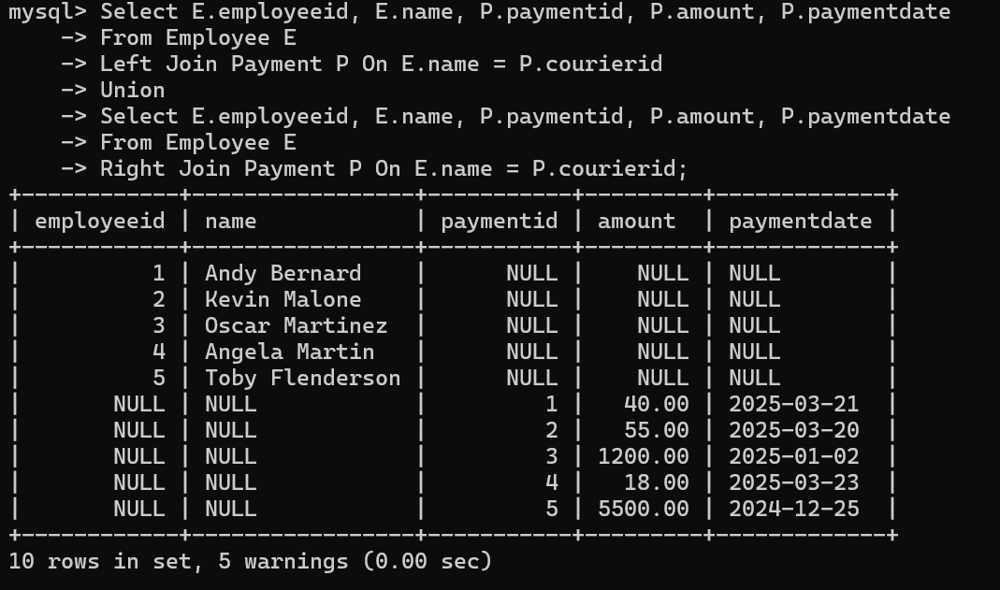 mysql> Select E.employeeid, E.name, P.paymentid, P.amount, P.paymentdate
    -> From Employee E
    -> Left Join Payment P On E.name = P.courierid
    -> Union
    -> Select E.employeeid, E.name, P.paymentid, P.amount, P.paymentdate
    -> From Employee E
    -> Right Join Payment P On E.name = P.courierid;
+------------+-----------------+-----------+---------+-------------+
| employeeid | name            | paymentid | amount  | paymentdate |
+------------+-----------------+-----------+---------+-------------+
|          1 | Andy Bernard    |      NULL |    NULL | NULL        |
|          2 | Kevin Malone    |      NULL |    NULL | NULL        |
|          3 | Oscar Martinez  |      NULL |    NULL | NULL        |
|          4 | Angela Martin   |      NULL |    NULL | NULL        |
|          5 | Toby Flenderson |      NULL |    NULL | NULL        |
|       NULL | NULL            |         1 |   40.00 | 2025-03-21  |
|       NULL | NULL            |         2 |   55.00 | 2025-03-20  |
|       NULL | NULL            |         3 | 1200.00 | 2025-01-02  |
|       NULL | NULL            |         4 |   18.00 | 2025-03-23  |
|       NULL | NULL            |         5 | 5500.00 | 2024-12-25  |
+------------+-----------------+-----------+---------+-------------+
10 rows in set, 5 warnings (0.00 sec)